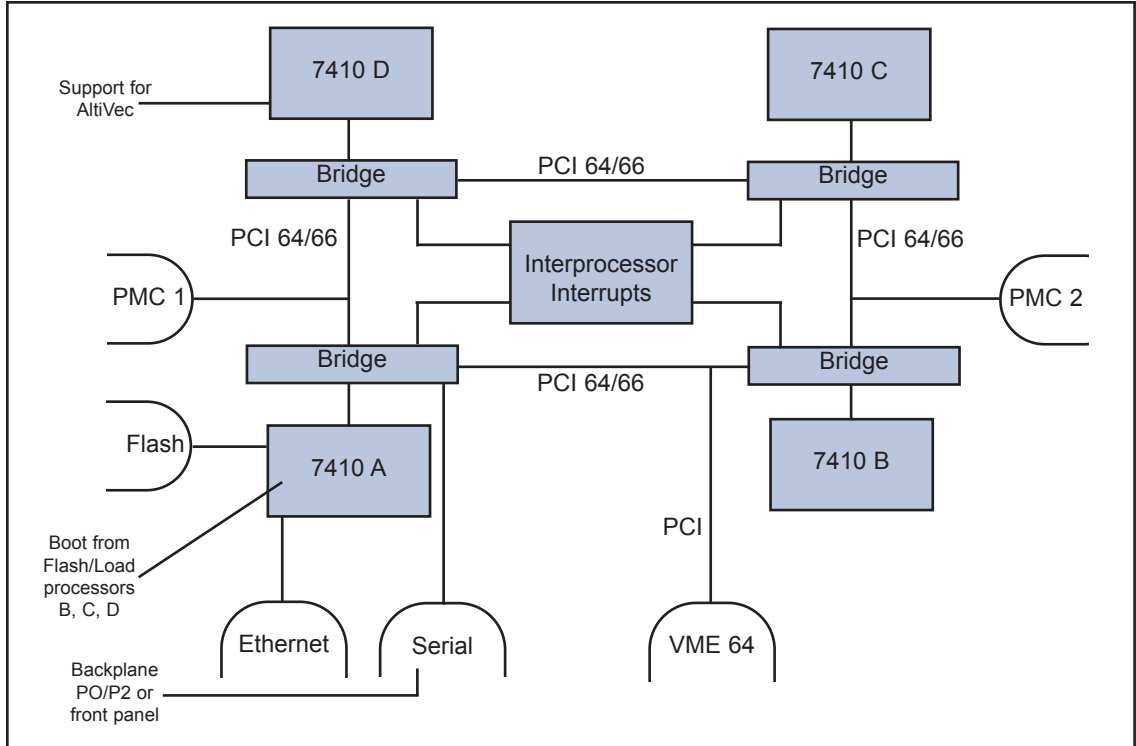 7410 D
7410 C
Support for
AltiVec
Bridge
PCI 64/66
Bridge
PCI 64/66
Interprocessor
Interrupts
PCI 64/66
PMC 1
PMC 2
Bridge
PCI 64/66
Bridge
Flash
7410 A
7410 B
Boot from
Flash/Load
processors
B, C, D
PCI
Ethernet
Serial
VME 64
Backplane
PO/P2 or
front panel